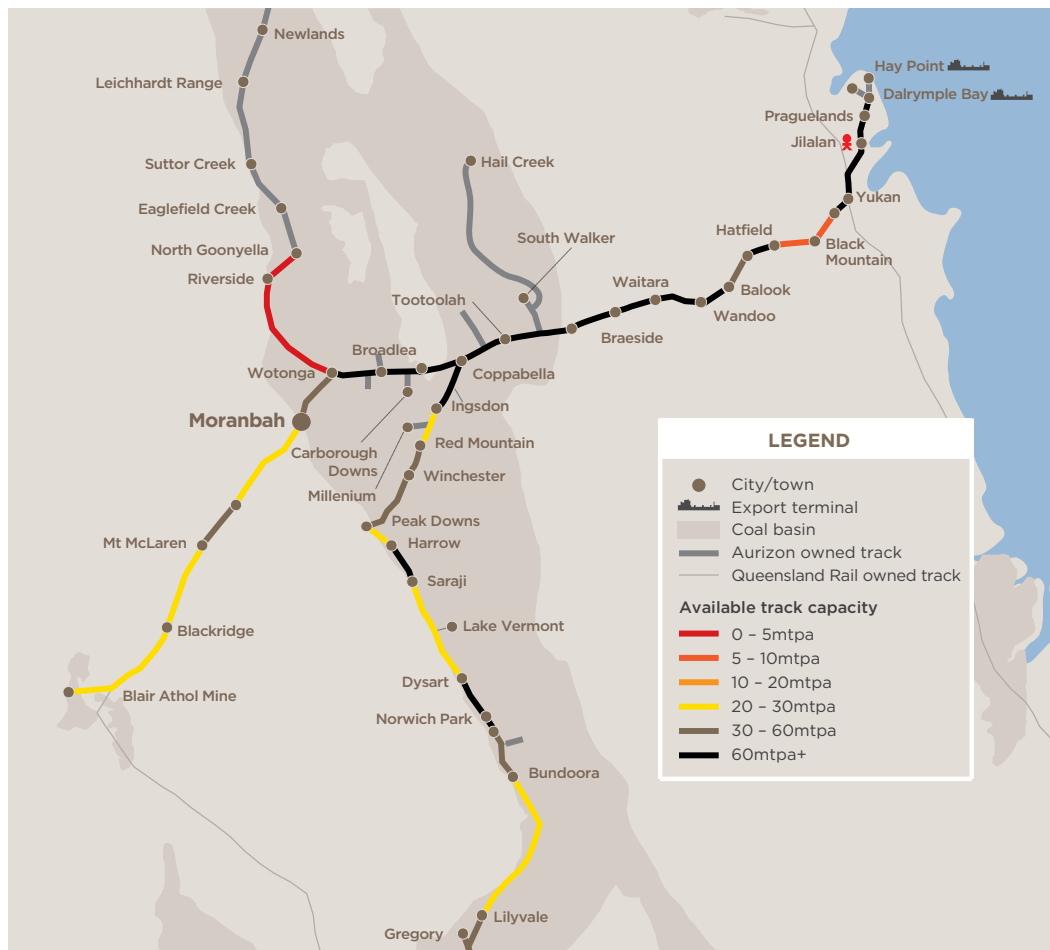 Newlands
Leichhardt Range
Suttor Creek
Eaglefield Creek
North Goonyella
Riverside
Hail Creek
South Walker
Tootoolah
Hay Point
Dalrymple Bay
Praguelands
Jilalan
Yukan
Hatfield
Black
Mountain
Waitara
Balook
Wandoo
Braeside
Broadlea
Wotonga
Coppabella
Moranbah
Ingsdon
Carborough
Downs
Red Mountain
Winchester
Millenium
Peak Downs
Harrow
Mt McLaren
Saraji
Blackridge
Lake Vermont
Blair Athol Mine
Dysart
Norwich Park
Bundoora
Lilyvale
Gregory
LEGEND
City/town
Export terminal
Coal basin
Aurizon owned track
Queensland Rail owned track
Available track capacity
0 – 5mtpa
5 – 10mtpa
10 – 20mtpa
20 – 30mtpa
30 – 60mtpa
60mtpa+